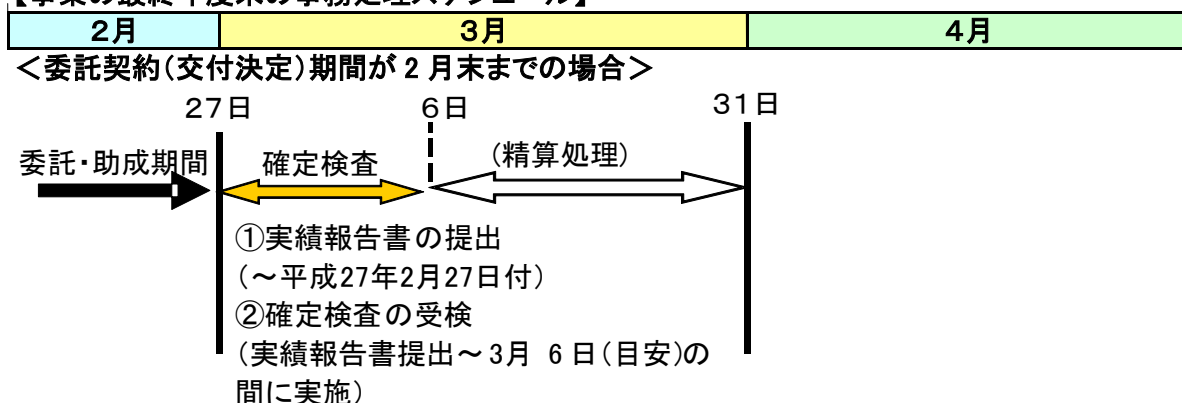 【事業の最終年度末の事務処理スケジュール】
2月 3月 4月
＜委託契約(交付決定)期間が 2 月末までの場合＞
27日 6日 31日
委託・助成期間 確定検査 (精算処理)
①実績報告書の提出
(～平成27年2月27日付)
②確定検査の受検
(実績報告書提出～3月 6 日(目安)の
間に実施)